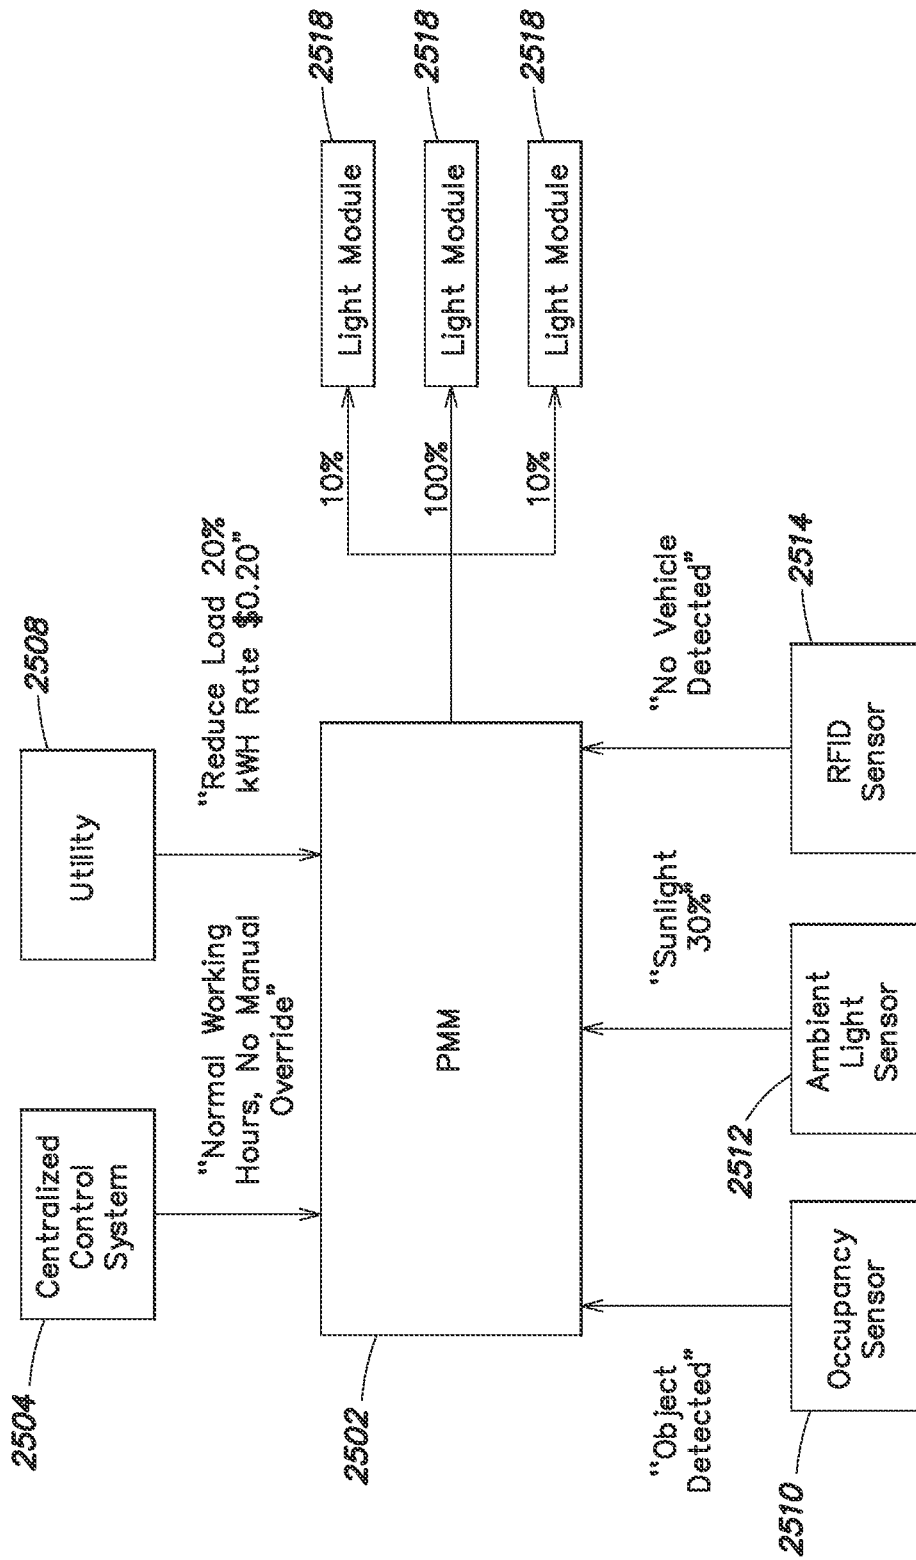 2504
Centralized
Control
System
2508
Utility
"Normal Working
Hours, No Manual
Override"
"Reduce Load 20%
kWH Rate $0.20"
2502
PMM
10%
Light Module
2518
100%
Light Module
2518
10%
Light Module
2518
"Object
Detected"
"Sunlight
30%"
"No Vehicle
Detected"
2510
Occupancy
Sensor
2512
Ambient
Light
Sensor
2514
RFID
Sensor